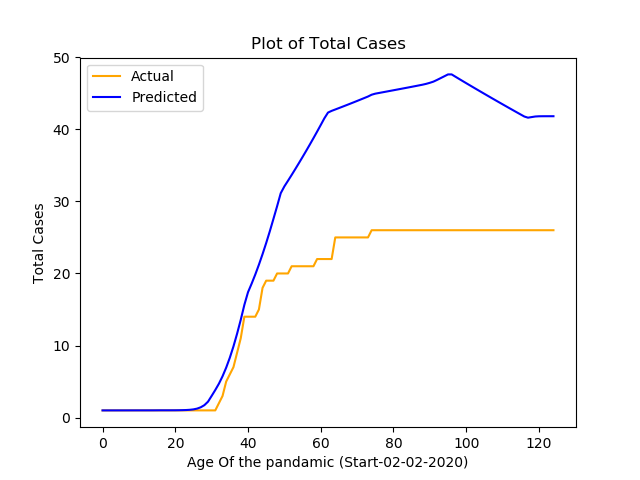 Plot of Total Cases
Actual
Predicted
50
40
30
20
10
0
Total Cases
0 20 40 60 80 100 120
Age Of the pandamic (Start-02-02-2020)